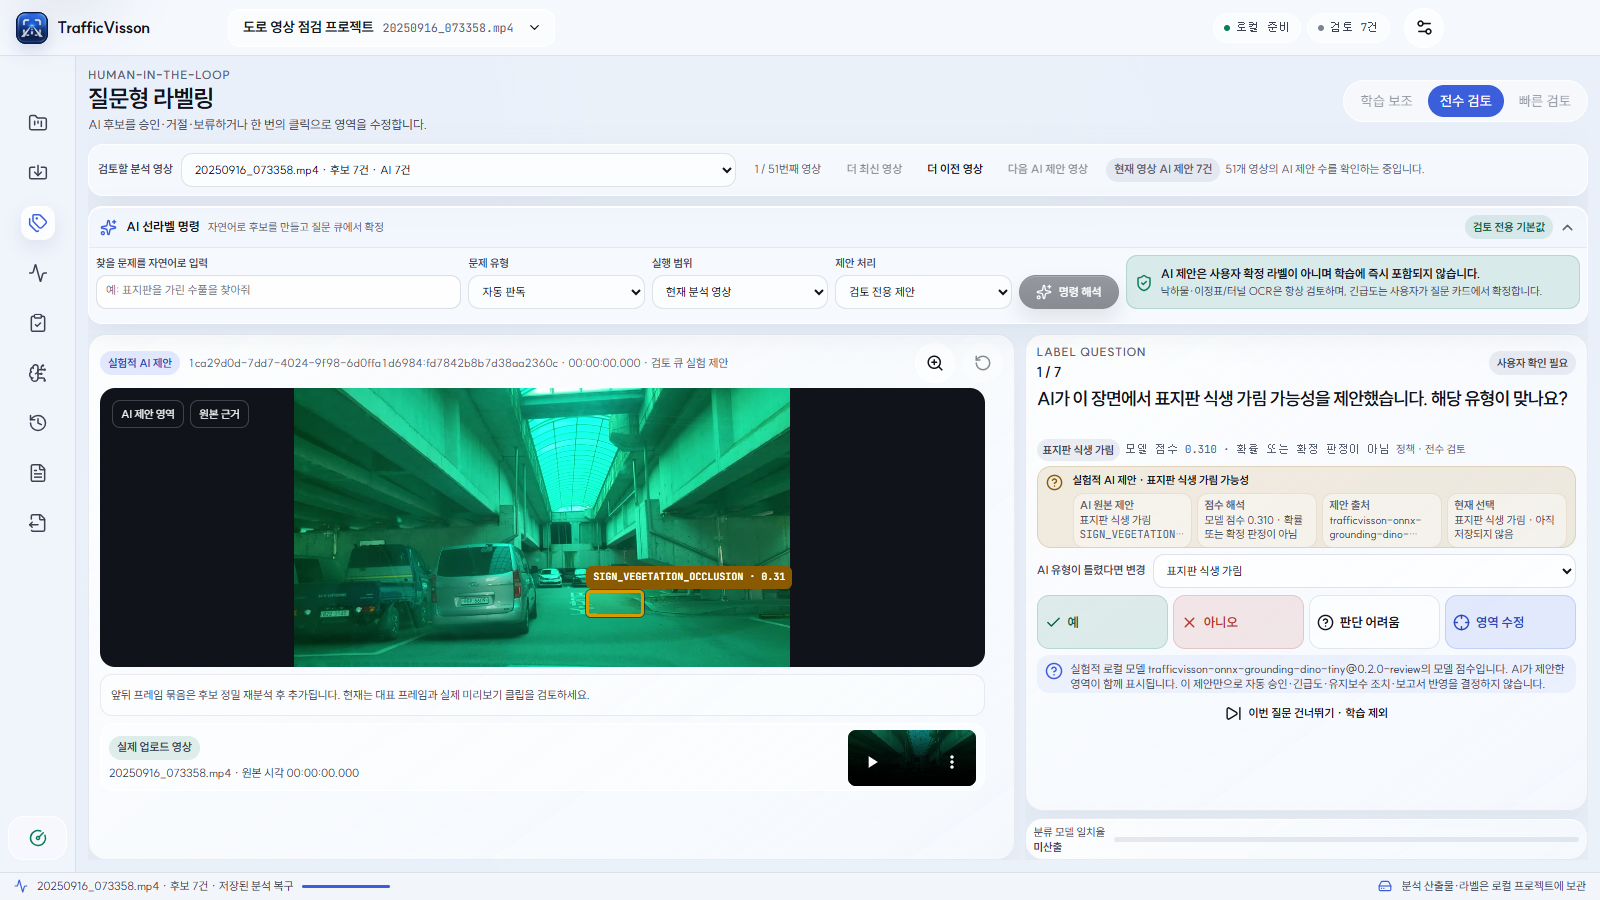 TrafficVisson
도로 영상 점검 프로젝트 20250916_073358.mp4
로컬 준비
검토 7건
HUMAN-IN-THE-LOOP
질문형 라벨링
AI 후보를 승인·거절·보류하거나 한 번의 클릭으로 영역을 수정합니다.
학습 보조 전수 검토 빠른 검토
검토할 분석 영상 20250916_073358.mp4 · 후보 7건 · AI 7건 1 / 51번째 영상 더 최신 영상 더 이전 영상 다음 AI 제안 영상 현재 영상 AI 제안 7건 51개 영상의 AI 제안 수를 확인하는 중입니다.
AI 선라벨 명령 자연어로 후보를 만들고 질문 큐에서 확정 검토 전용 기본값
찾을 문제를 자연어로 입력
예: 표지판을 가린 수풀을 찾아줘
문제 유형
자동 판독
실행 범위
현재 분석 영상
제안 처리
검토 전용 제안
명령 해석
AI 제안은 사용자 확정 라벨이 아니며 학습에 즉시 포함되지 않습니다.
낙하물·이정표/터널 OCR은 항상 검토하며, 긴급도는 사용자가 질문 카드에서 확정합니다.
실험적 AI 제안 1ca29d0d-7dd7-4024-9f98-6d0ffa1d6984:fd7842b8b7d38aa2360c · 00:00:00.000 · 검토 큐 실험 제안
AI 제안 영역 원본 근거
SIGN_VEGETATION_OCCLUSION · 0.31
앞뒤 프레임 묶음은 후보 정밀 재분석 후 추가됩니다. 현재는 대표 프레임과 실제 미리보기 클립을 검토하세요.
실제 업로드 영상
20250916_073358.mp4 · 원본 시각 00:00:00.000
LABEL QUESTION
1 / 7
사용자 확인 필요
AI가 이 장면에서 표지판 식생 가림 가능성을 제안했습니다. 해당 유형이 맞나요?
표지판 식생 가림 모델 점수 0.310 · 확률 또는 확정 판정이 아님 정책 · 전수 검토
실험적 AI 제안 · 표지판 식생 가림 가능성
AI 원본 제안
표지판 식생 가림
SIGN_VEGETATION…
점수 해석
모델 점수 0.310 · 확률
또는 확정 판정이 아님
제안 출처
trafficvisson-onnx-
grounding-dino-…
현재 선택
표지판 식생 가림 · 아직
저장되지 않음
AI 유형이 틀렸다면 변경 표지판 식생 가림
예
아니오
판단 어려움
영역 수정
실험적 로컬 모델 trafficvisson-onnx-grounding-dino-tiny@0.2.0-review의 모델 점수입니다. AI가 제안한
영역이 함께 표시됩니다. 이 제안만으로 자동 승인·긴급도·유지보수 조치·보고서 반영을 결정하지 않습니다.
이번 질문 건너뛰기 · 학습 제외
분류 모델 일치율
미산출
20250916_073358.mp4 · 후보 7건 · 저장된 분석 복구
분석 산출물·라벨은 로컬 프로젝트에 보관